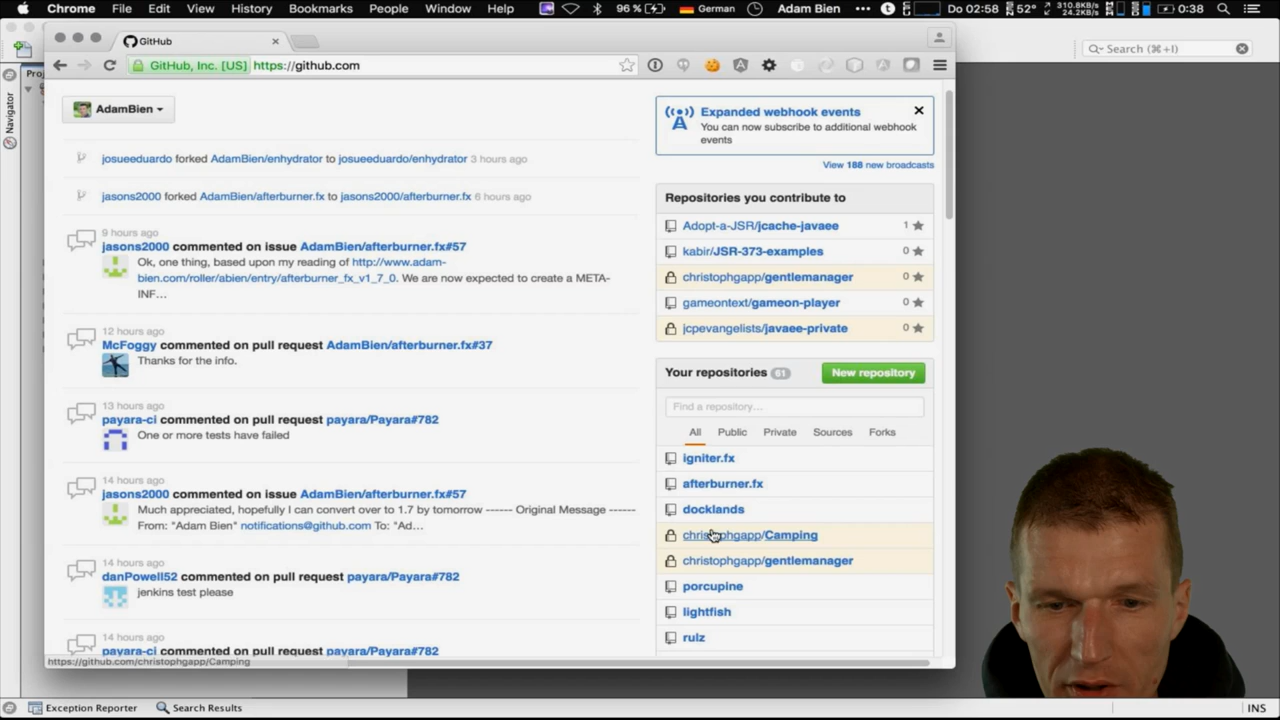 Chrome File Edit View History Bookmarks People Window Help 96 % German Adam Bien Do 02:58 52° 310.8KB/s 24.2KB/s 0:38
GitHub
Search (⌘+I)
GitHub, Inc. [US] https://github.com
Navigator
AdamBien
josueeduardo forked AdamBien/enhydrator to josueeduardo/enhydrator 3 hours ago
jasons2000 forked AdamBien/afterburner.fx to jasons2000/afterburner.fx 6 hours ago
9 hours ago
jasons2000 commented on issue AdamBien/afterburner.fx#57
Ok, one thing, based upon my reading of http://www.adam-
bien.com/roller/abien/entry/afterburner_fx_v1_7_0. We are now expected to create a META-
INF…
12 hours ago
McFoggy commented on pull request AdamBien/afterburner.fx#37
Thanks for the info.
13 hours ago
payara-ci commented on pull request payara/Payara#782
One or more tests have failed
14 hours ago
jasons2000 commented on issue AdamBien/afterburner.fx#57
Much appreciated, hopefully I can convert over to 1.7 by tomorrow ------ Original Message ------
From: "Adam Bien" notifications@github.com To: "Ad…
14 hours ago
danPowell52 commented on pull request payara/Payara#782
jenkins test please
14 hours ago
payara-ci commented on pull request payara/Payara#782
https://github.com/christophgapp/Camping
Expanded webhook events
You can now subscribe to additional webhook
events
View 188 new broadcasts
Repositories you contribute to
Adopt-a-JSR/jcache-javaee 1
kabir/JSR-373-examples 0
christophgapp/gentlemanager 0
gameontext/gameon-player 0
jcpevangelists/javaee-private 0
Your repositories 61 New repository
Find a repository…
All Public Private Sources Forks
igniter.fx
afterburner.fx
docklands
christophgapp/Camping
christophgapp/gentlemanager
porcupine
lightfish
rulz
Exception Reporter Search Results INS